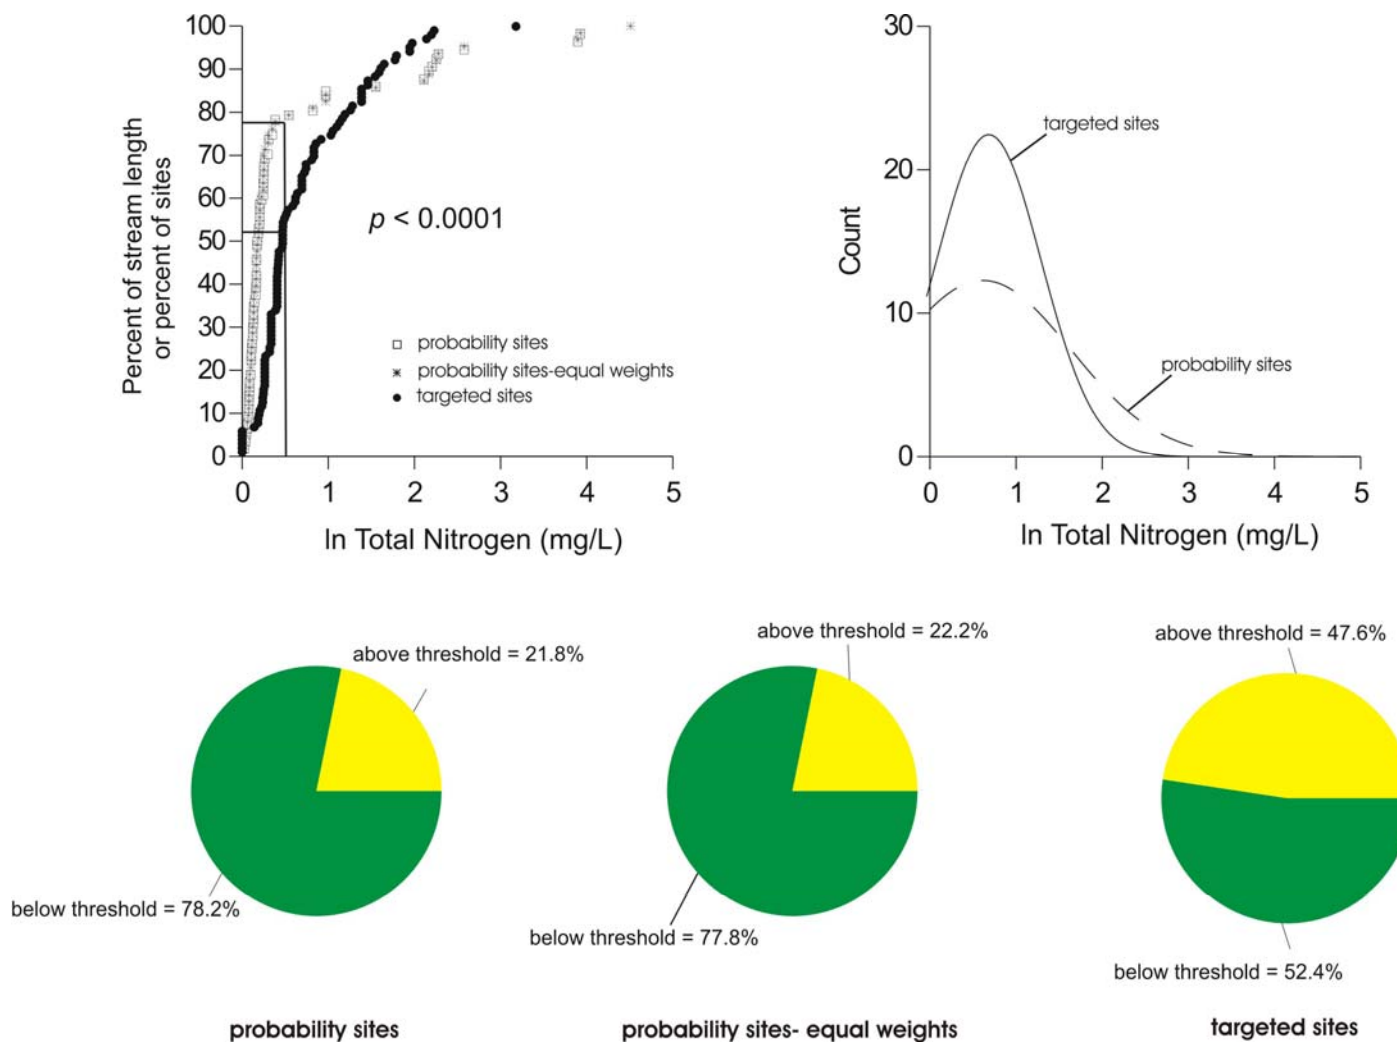 100
90
80
70
60
50
40
30
20
10
0
Percent of stream length
or percent of sites
p < 0.0001
probability sites
probability sites-equal weights
targeted sites
0 1 2 3 4 5
ln Total Nitrogen (mg/L)
30
20
10
0
Count
targeted sites
probability sites
0 1 2 3 4 5
ln Total Nitrogen (mg/L)
above threshold = 21.8%
below threshold = 78.2%
probability sites
above threshold = 22.2%
below threshold = 77.8%
probability sites- equal weights
above threshold = 47.6%
below threshold = 52.4%
targeted sites